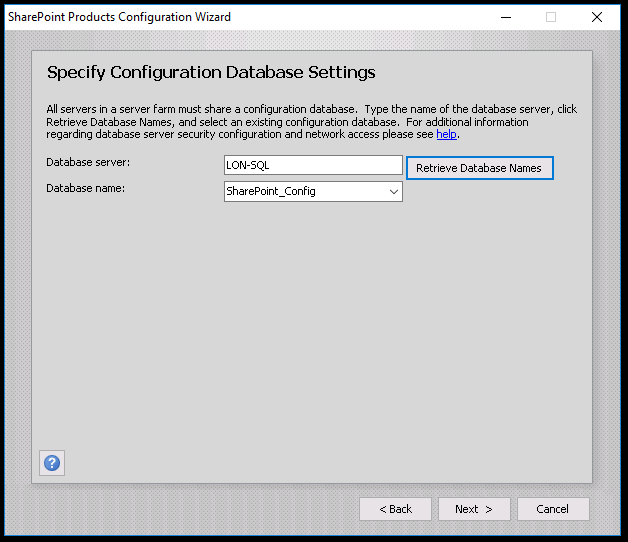 SharePoint Products Configuration Wizard
Specify Configuration Database Settings
All servers in a server farm must share a configuration database.  Type the name of the database server, click
Retrieve Database Names, and select an existing configuration database.  For additional information
regarding database server security configuration and network access please see help.
Database server:
LON-SQL
Retrieve Database Names
Database name:
SharePoint_Config
?
< Back
Next >
Cancel